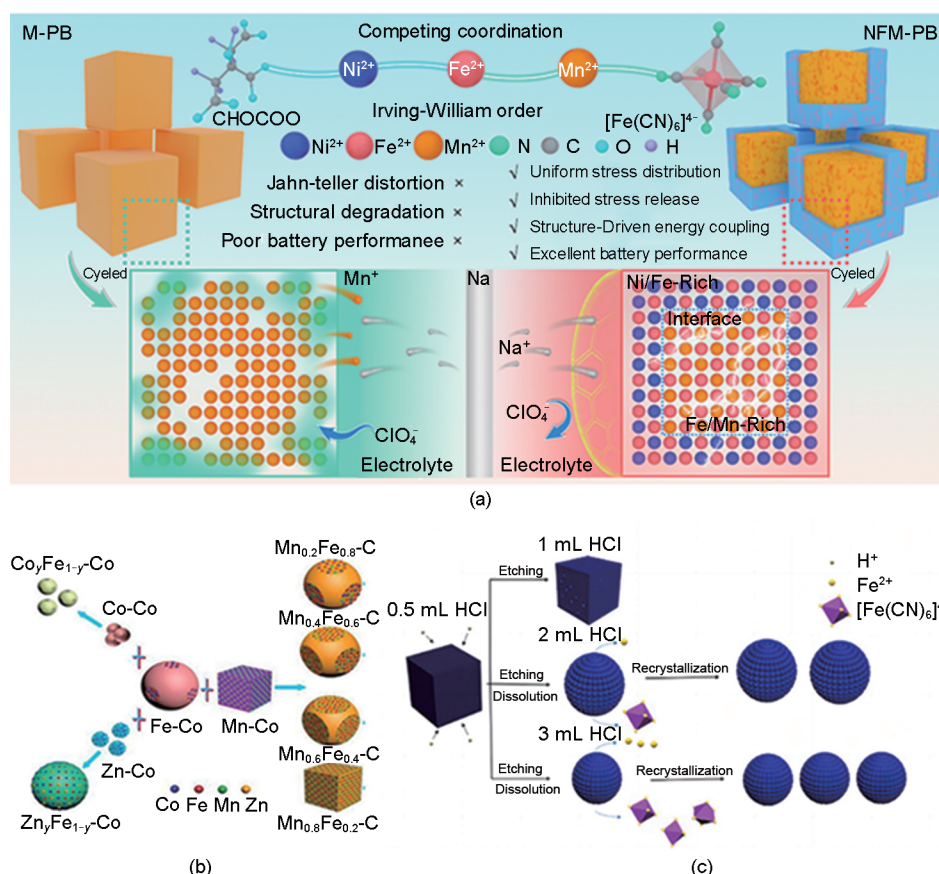 M-PB
Competing coordination
NFM-PB
Ni²⁺ Fe²⁺ Mn²⁺
CHOCOO
Irving-William order
[Fe(CN)₆]⁴⁻
Ni²⁺ Fe²⁺ Mn²⁺ N C O H
Jahn-teller distortion ×
Structural degradation ×
Poor battery performanee ×
√ Uniform stress distribution
√ Inhibited stress release
√ Structure-Driven energy coupling
√ Excellent battery performance
Cyeled
Cyeled
Mn⁺
Na
Ni/Fe-Rich
Interface
Na⁺
ClO₄⁻
ClO₄⁻
Fe/Mn-Rich
Electrolyte
Electrolyte
(a)
CoyFe1−y-Co
Co-Co
Fe-Co
Mn-Co
Zn-Co
ZnyFe1−y-Co
Co Fe Mn Zn
Mn0.2Fe0.8-C
Mn0.4Fe0.6-C
Mn0.6Fe0.4-C
Mn0.8Fe0.2-C
(b)
0.5 mL HCl
1 mL HCl
Etching
2 mL HCl
Etching
Dissolution
Recrystallization
3 mL HCl
Etching
Dissolution
Recrystallization
H⁺
Fe²⁺
[Fe(CN)₆]
(c)